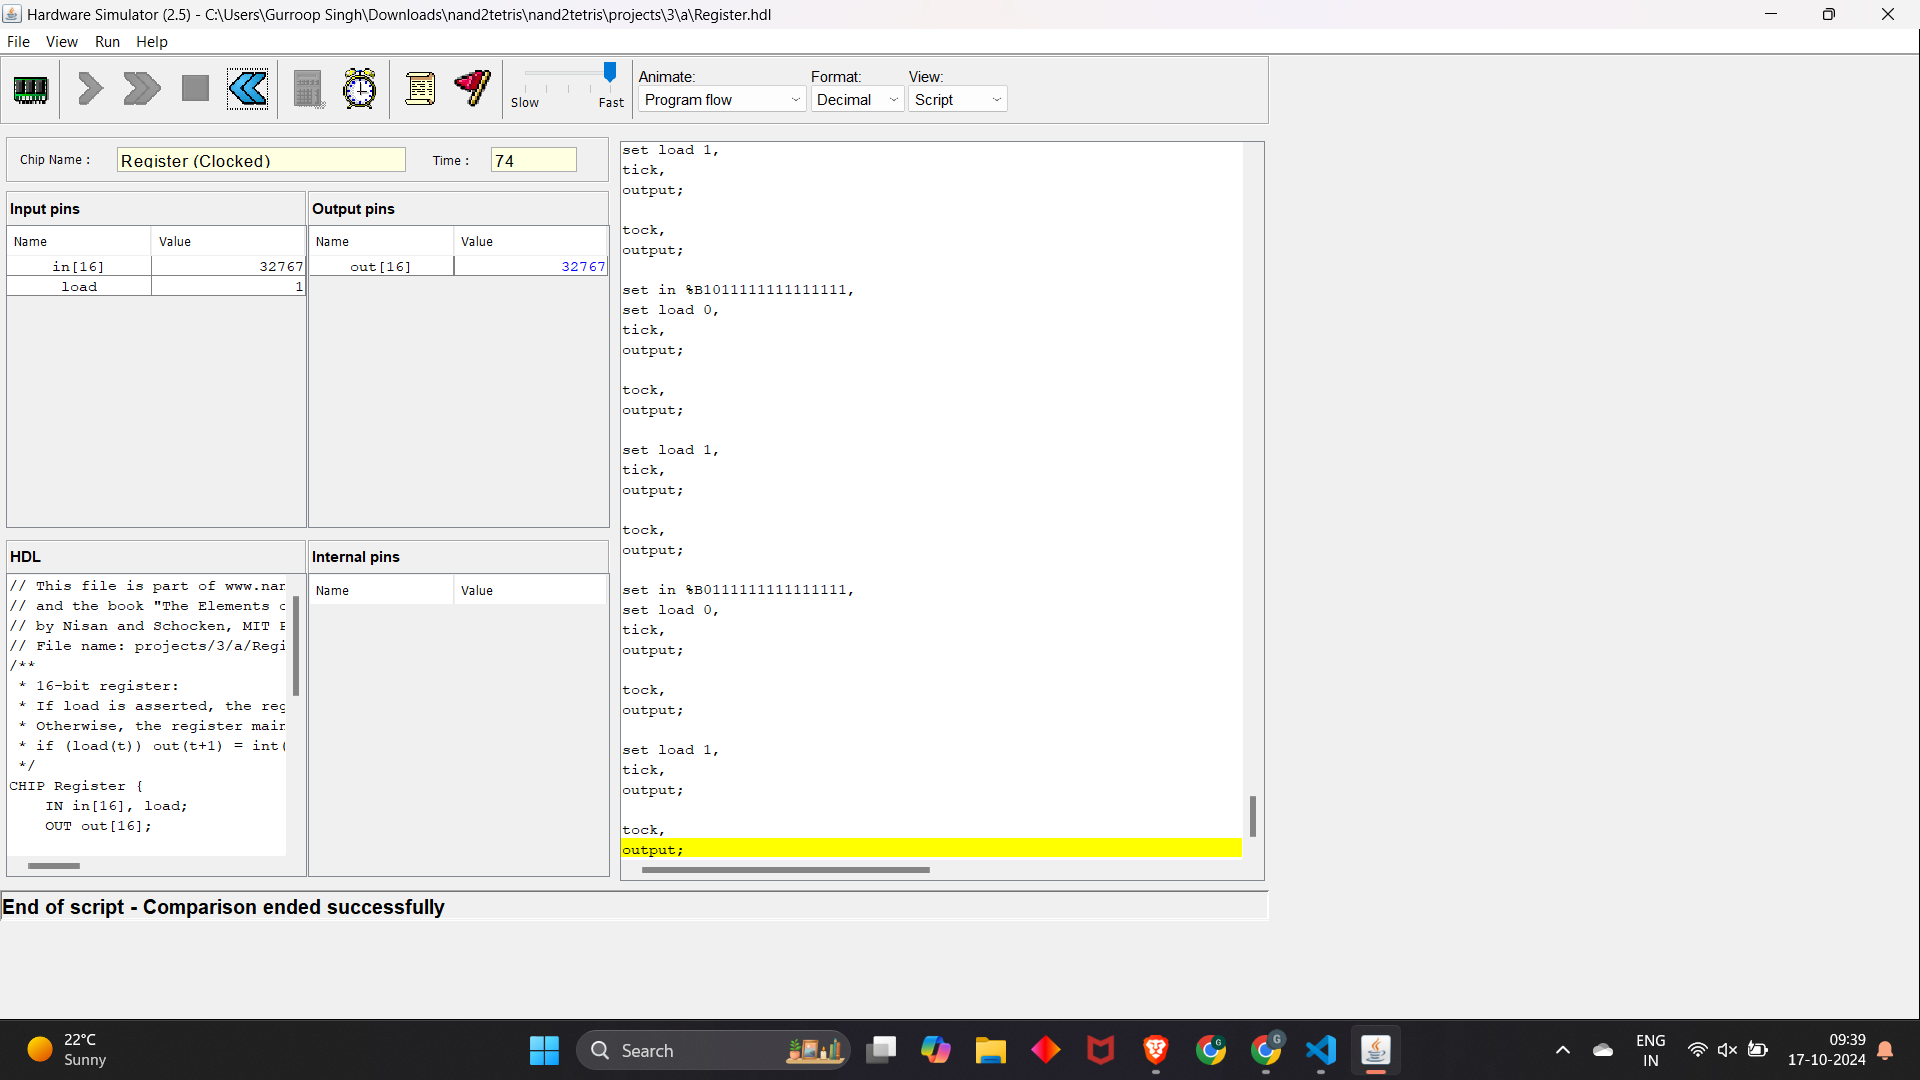 Hardware Simulator (2.5) - C:\Users\Gurroop Singh\Downloads\nand2tetris\nand2tetris\projects\3\a\Register.hdl
File View Run Help
Slow Fast
Animate: Format: View:
Program flow Decimal Script
Chip Name : Register (Clocked) Time : 74
Input pins
Name Value
in[16] 32767
load 1
Output pins
Name Value
out[16] 32767
HDL
// This file is part of www.nan
// and the book "The Elements o
// by Nisan and Schocken, MIT P
// File name: projects/3/a/Regi
/**
* 16-bit register:
* If load is asserted, the reg
* Otherwise, the register main
* if (load(t)) out(t+1) = int(
*/
CHIP Register {
IN in[16], load;
OUT out[16];
Internal pins
Name Value
set load 1,
tick,
output;
tock,
output;
set in %B1011111111111111,
set load 0,
tick,
output;
tock,
output;
set load 1,
tick,
output;
tock,
output;
set in %B0111111111111111,
set load 0,
tick,
output;
tock,
output;
set load 1,
tick,
output;
tock,
output;
End of script - Comparison ended successfully
22°C
Sunny
Search
ENG
IN
09:39
17-10-2024